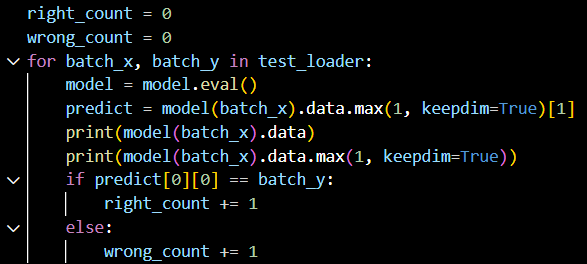 right_count = 0
wrong_count = 0
for batch_x, batch_y in test_loader:
    model = model.eval()
    predict = model(batch_x).data.max(1, keepdim=True)[1]
    print(model(batch_x).data)
    print(model(batch_x).data.max(1, keepdim=True))
    if predict[0][0] == batch_y:
        right_count += 1
    else:
        wrong_count += 1